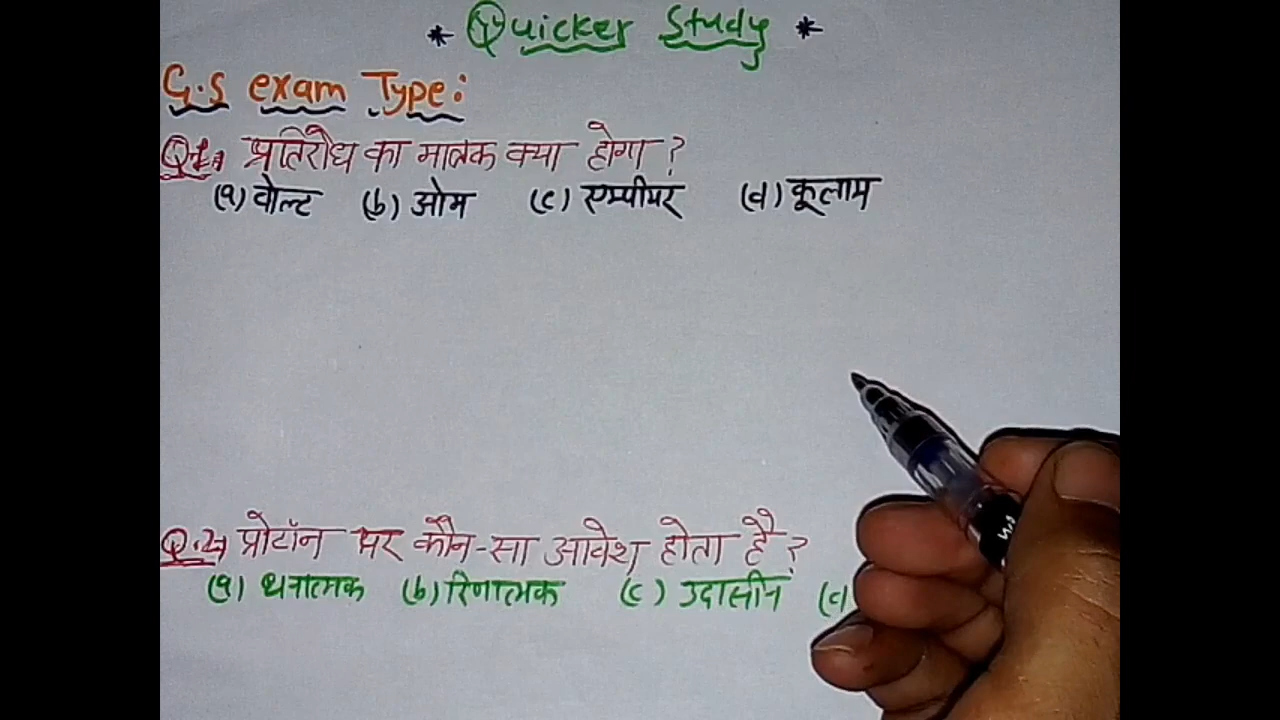 * Quicker Study *
G.S exam Type:
Q.1. प्रतिरोध का मात्रक क्या होगा ?
(a) वोल्ट (b) ओम (c) एम्पीयर (d) कूलाम
Q.2. प्रोटॉन पर कौन-सा आवेश होता है ?
(a) धनात्मक (b) रिणात्मक (c) उदासीन (d